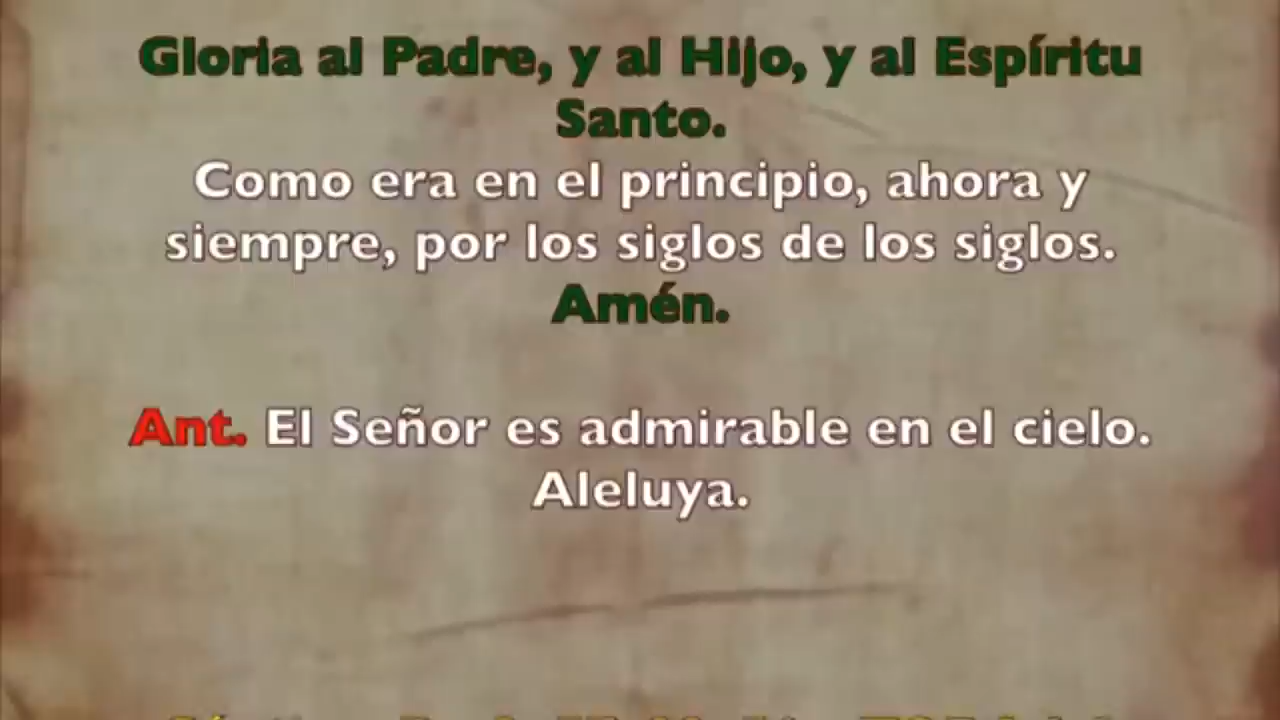 Gloria al Padre, y al Hijo, y al Espíritu
Santo.
Como era en el principio, ahora y
siempre, por los siglos de los siglos.
Amén.
Ant. El Señor es admirable en el cielo.
Aleluya.